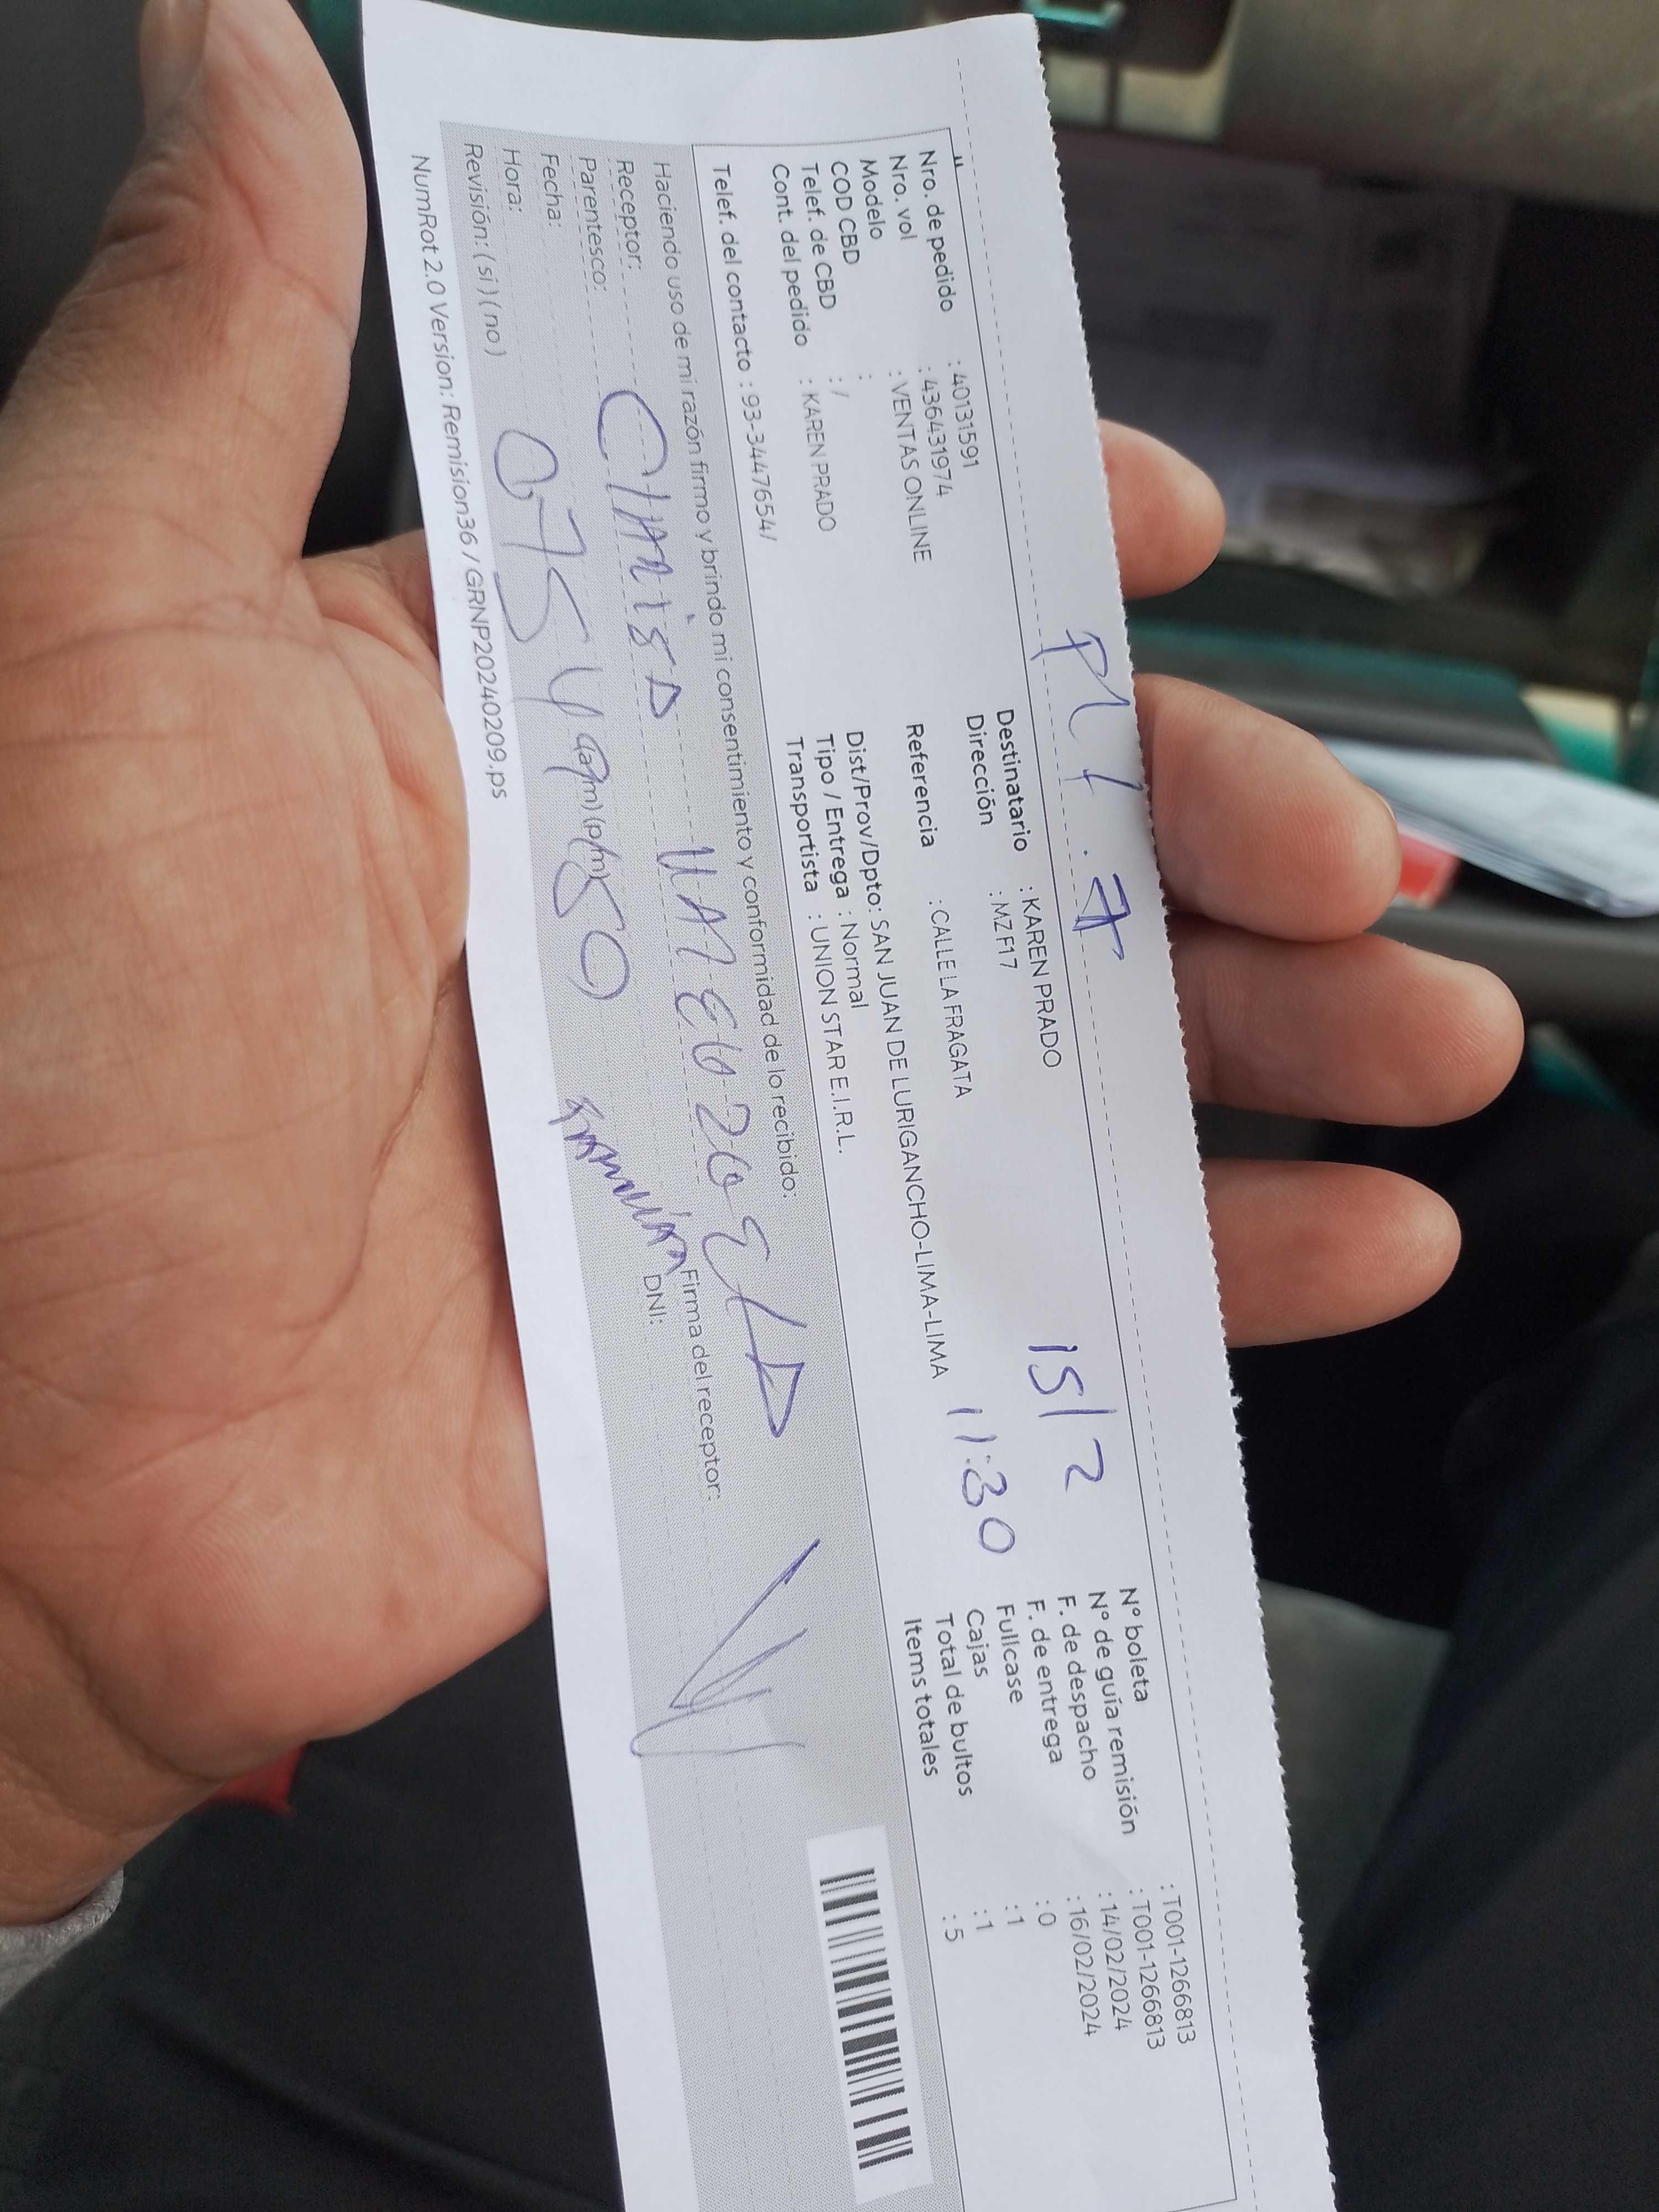 Nro. de pedido : 40131591
Nro. vol : 436431974
Modelo : VENTAS ONLINE
COD CBD :
Telef. de CBD : /
Cont. del pedido : KAREN PRADO
Telef. del contacto : 93-3447654/
Destinatario : KAREN PRADO
Dirección : MZ F17
Referencia : CALLE LA FRAGATA
Dist/Prov/Dpto: SAN JUAN DE LURIGANCHO-LIMA-LIMA
Tipo / Entrega : Normal
Transportista : UNION STAR E.I.R.L.
15/2
11:30
N° boleta : T001-1266813
N° de guía remisión : T001-1266813
F. de despacho : 14/02/2024
F. de entrega : 16/02/2024
Fullcase : 0
Cajas : 1
Total de bultos : 1
Items totales : 5
Haciendo uso de mi razón firmo y brindo mi consentimiento y conformidad de lo recibido:
Receptor:
Parentesco:
Fecha:
Hora: (am) (pm)
Revisión: ( si ) ( no )
Firma del receptor:
DNI:
NumRot 2.0 Version: Remision36 / GRNP20240209.ps